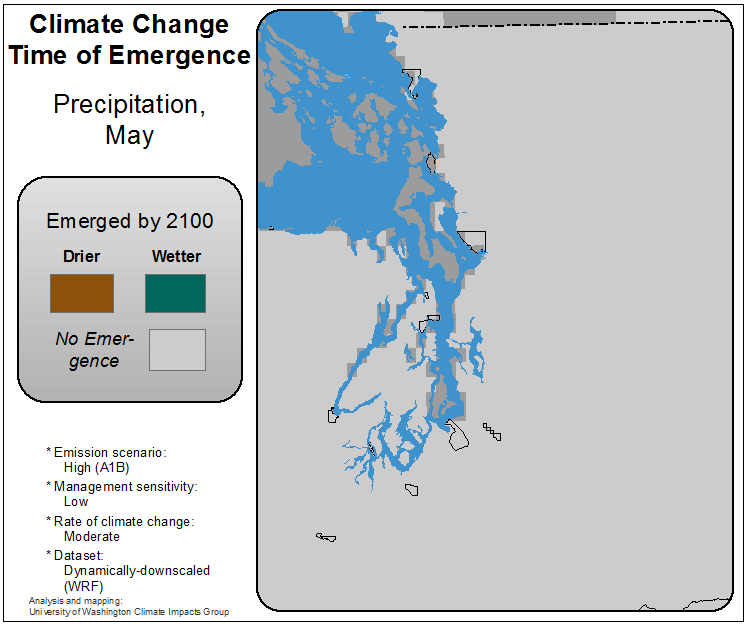 Climate Change
Time of Emergence
Precipitation,
May
Emerged by 2100
Drier Wetter
No Emer-
gence
* Emission scenario:
High (A1B)
* Management sensitivity:
Low
* Rate of climate change:
Moderate
* Dataset:
Dynamically-downscaled
(WRF)
Analysis and mapping:
University of Washington Climate Impacts Group